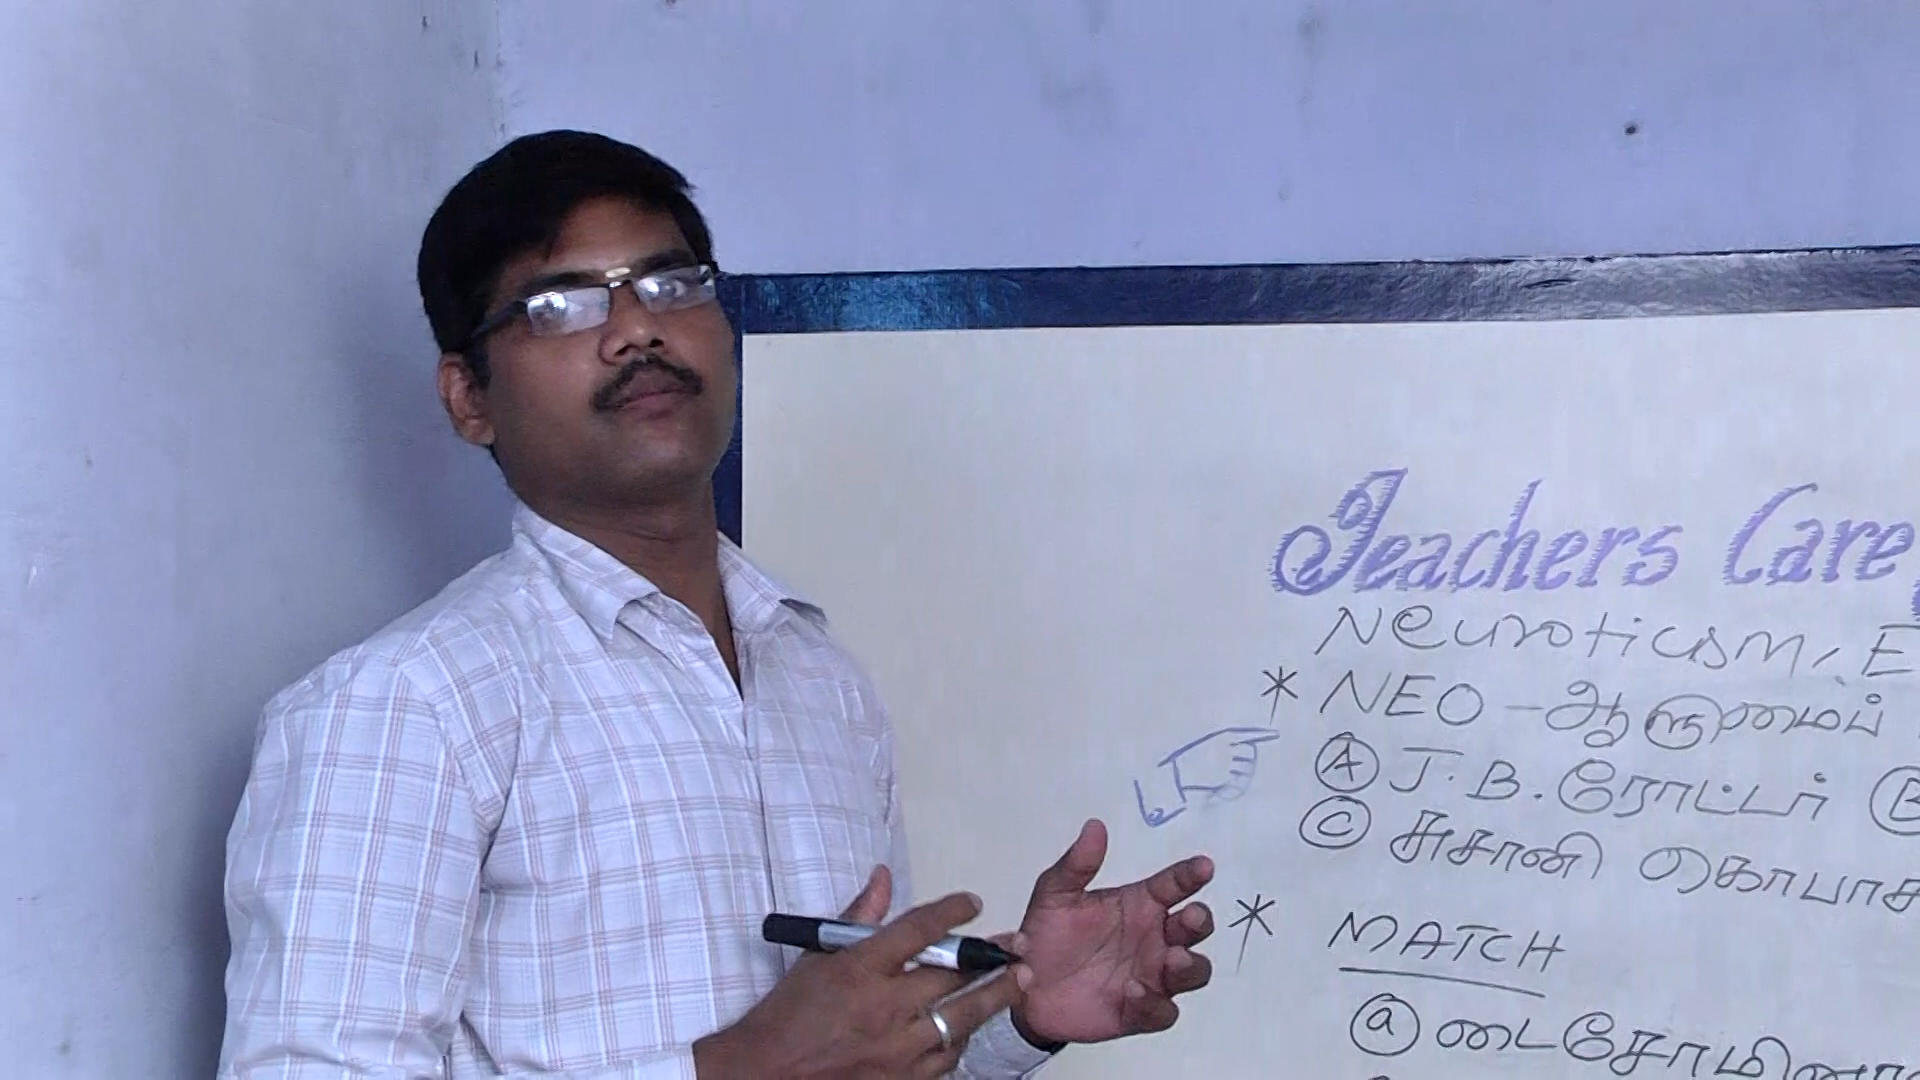 Teachers Care
Neuroticism, E
* NEO - ஆளுமைப்
Ⓐ J.B. ரோட்டர் Ⓑ
Ⓒ சுசானி கொபாச
* MATCH
ⓐ டைசோமினா